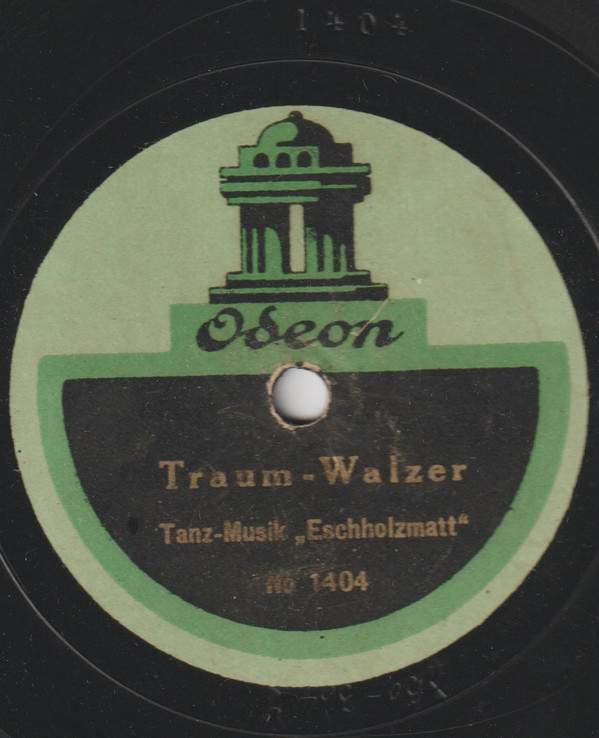 1404
Odeon
Traum-Walzer
Tanz-Musik „Eschholzmatt“
No 1404